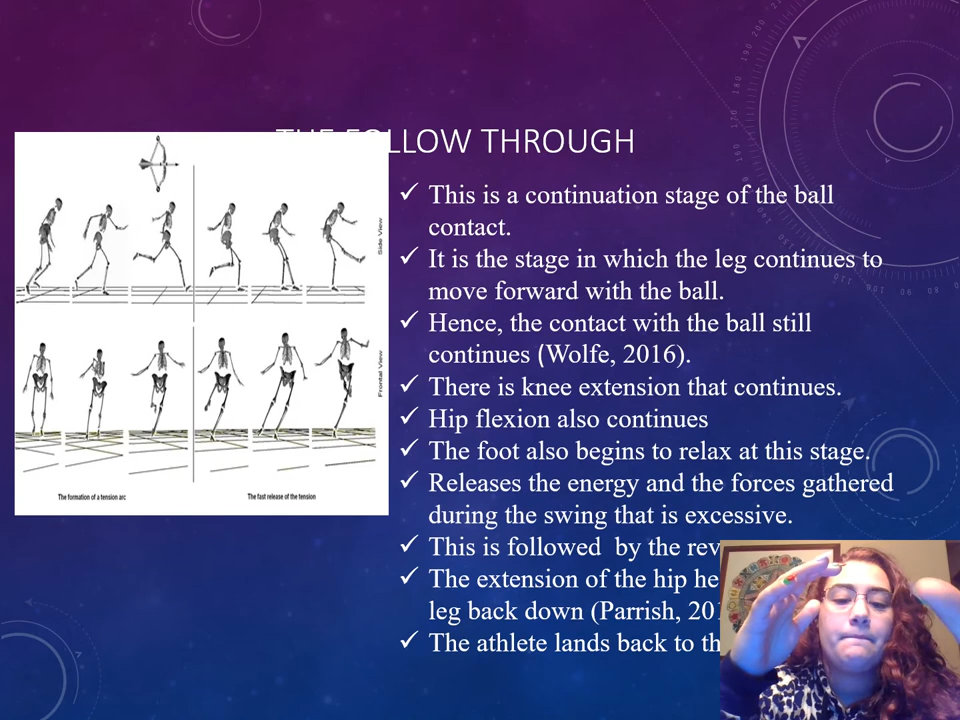 THE FOLLOW THROUGH
Side View
Frontal View
The formation of a tension arc
The fast release of the tension
✓ This is a continuation stage of the ball
contact.
✓ It is the stage in which the leg continues to
move forward with the ball.
✓ Hence, the contact with the ball still
continues (Wolfe, 2016).
✓ There is knee extension that continues.
✓ Hip flexion also continues
✓ The foot also begins to relax at this stage.
✓ Releases the energy and the forces gathered
during the swing that is excessive.
✓ This is followed  by the rev
✓ The extension of the hip he
leg back down (Parrish, 201
✓ The athlete lands back to th